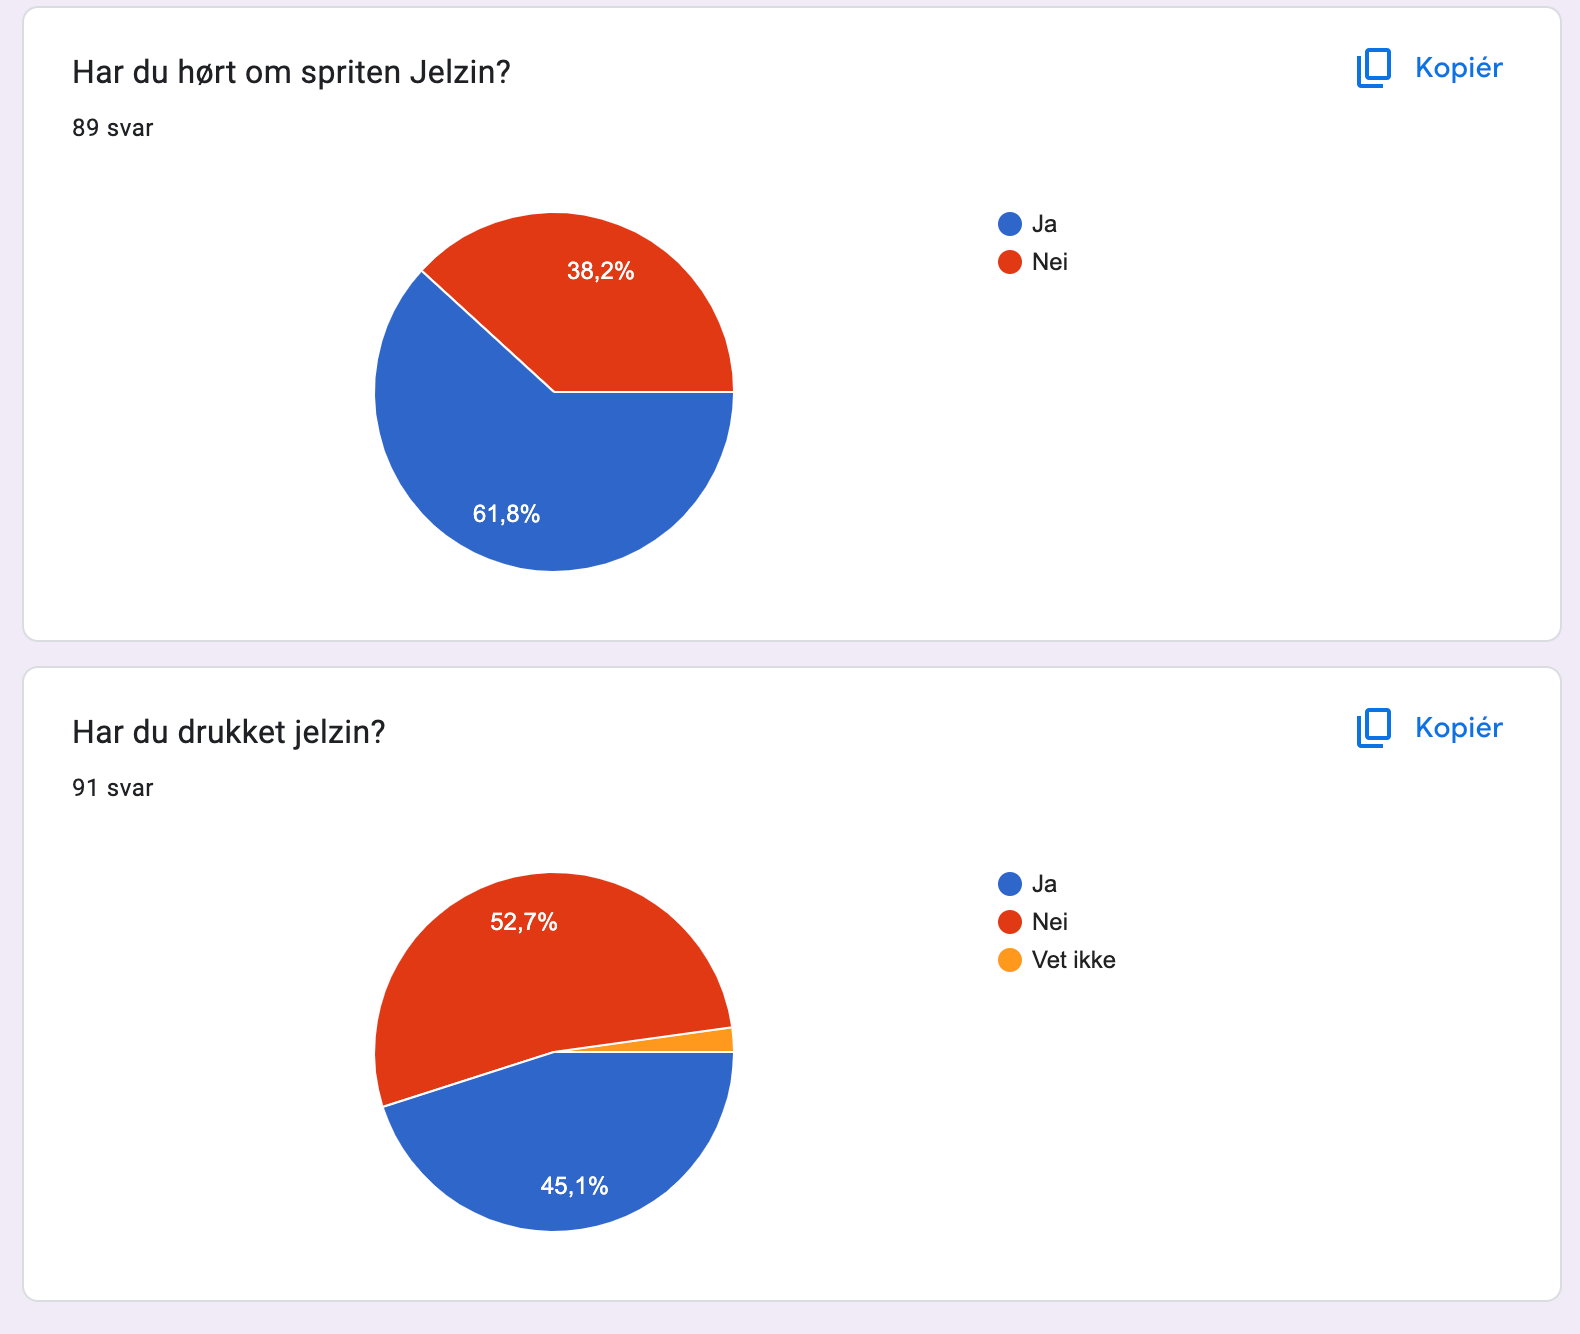 Har du hørt om spriten Jelzin?
Kopiér
89 svar
Ja
Nei
38,2%
61,8%
Har du drukket jelzin?
Kopiér
91 svar
Ja
Nei
Vet ikke
52,7%
45,1%